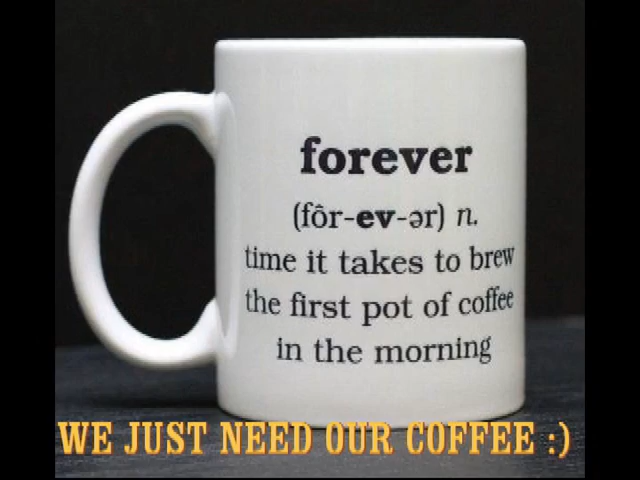 forever
(fôr-ev-ər) n.
time it takes to brew
the first pot of coffee
in the morning
WE JUST NEED OUR COFFEE :)